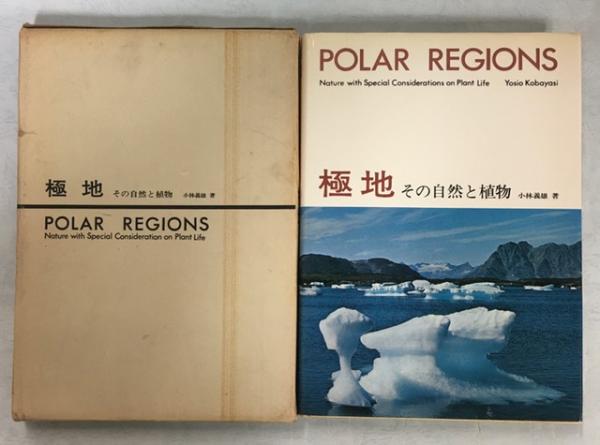 極地 その自然と植物 小林義雄 著
POLAR REGIONS
Nature with Special Consideration on Plant Life
POLAR REGIONS
Nature with Special Considerations on Plant Life Yosio Kobayasi
極地 その自然と植物 小林義雄 著